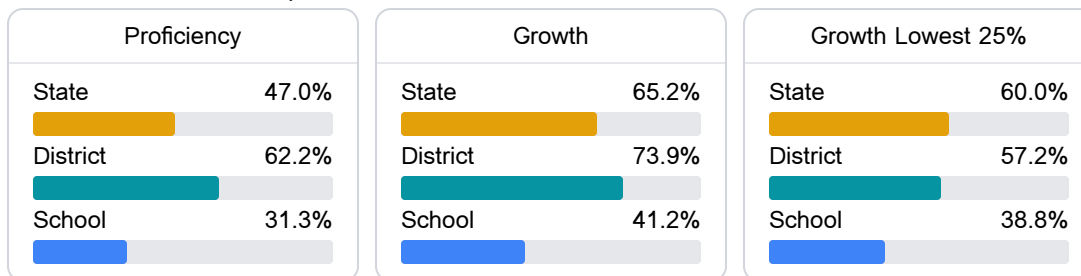 Proficiency
State 47.0%
District 62.2%
School 31.3%
Growth
State 65.2%
District 73.9%
School 41.2%
Growth Lowest 25%
State 60.0%
District 57.2%
School 38.8%